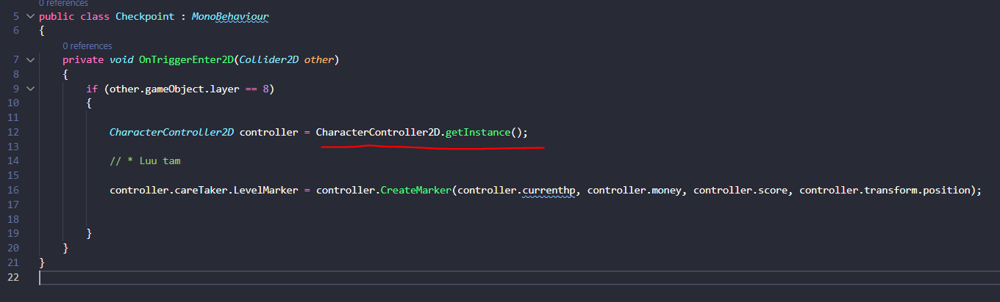 0 references
5 public class Checkpoint : MonoBehaviour
6 {
0 references
7 private void OnTriggerEnter2D(Collider2D other)
8 {
9 if (other.gameObject.layer == 8)
10 {
11
12 CharacterController2D controller = CharacterController2D.getInstance();
13
14 // * Luu tam
15
16 controller.careTaker.LevelMarker = controller.CreateMarker(controller.currenthp, controller.money, controller.score, controller.transform.position);
17
18
19 }
20 }
21 }
22